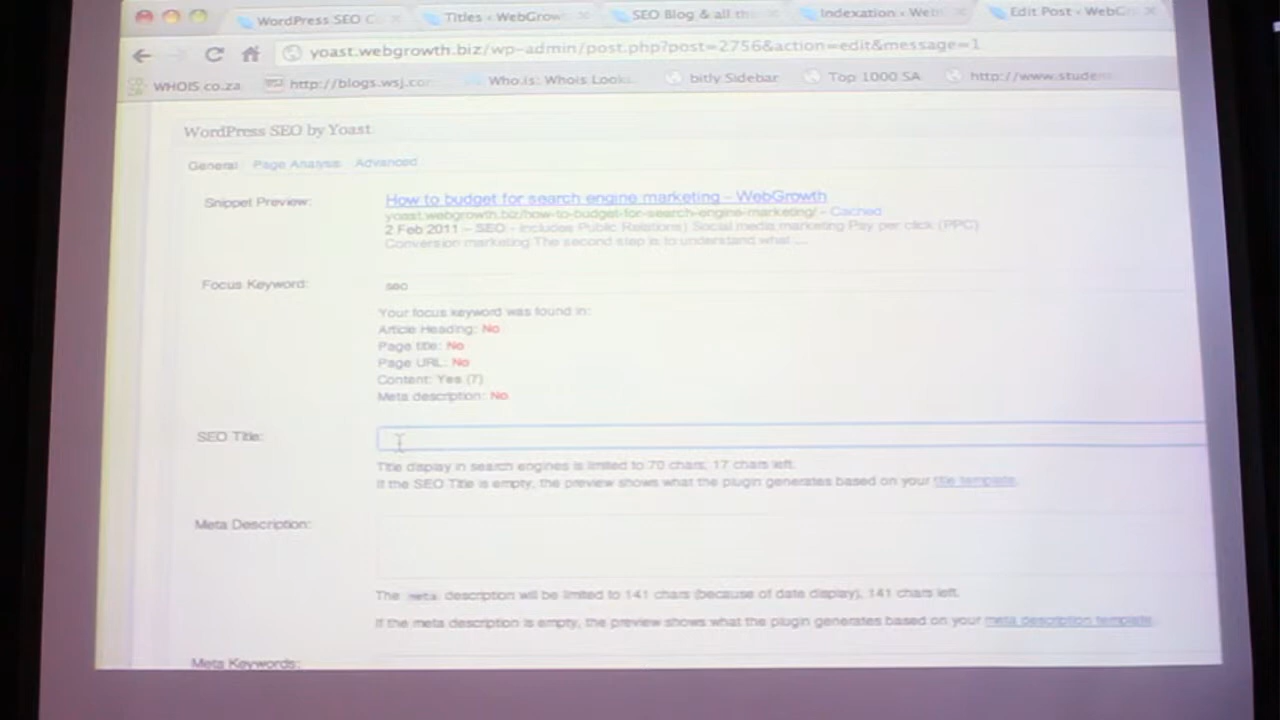 WordPress SEO C
Titles ‹ WebGrow
SEO Blog & all th
Indexation ‹ Web
Edit Post ‹ WebG
yoast.webgrowth.biz/wp-admin/post.php?post=2756&action=edit&message=1
WHOIS co.za
http://blogs.wsj.co
Who.is: Whois Look
bitly Sidebar
Top 1000 SA
http://www.stude
WordPress SEO by Yoast
General Page Analysis Advanced
Snippet Preview:
How to budget for search engine marketing - WebGrowth
yoast.webgrowth.biz/how-to-budget-for-search-engine-marketing/ - Cached
2 Feb 2011 – SEO - includes Public Relations) Social media marketing Pay per click (PPC)
Conversion marketing The second step is to understand what ...
Focus Keyword:
seo
Your focus keyword was found in:
Article Heading: No
Page title: No
Page URL: No
Content: Yes (7)
Meta description: No
SEO Title:
Title display in search engines is limited to 70 chars, 17 chars left.
If the SEO Title is empty, the preview shows what the plugin generates based on your title template.
Meta Description:
The meta description will be limited to 141 chars (because of date display), 141 chars left.
If the meta description is empty, the preview shows what the plugin generates based on your meta description template.
Meta Keywords: